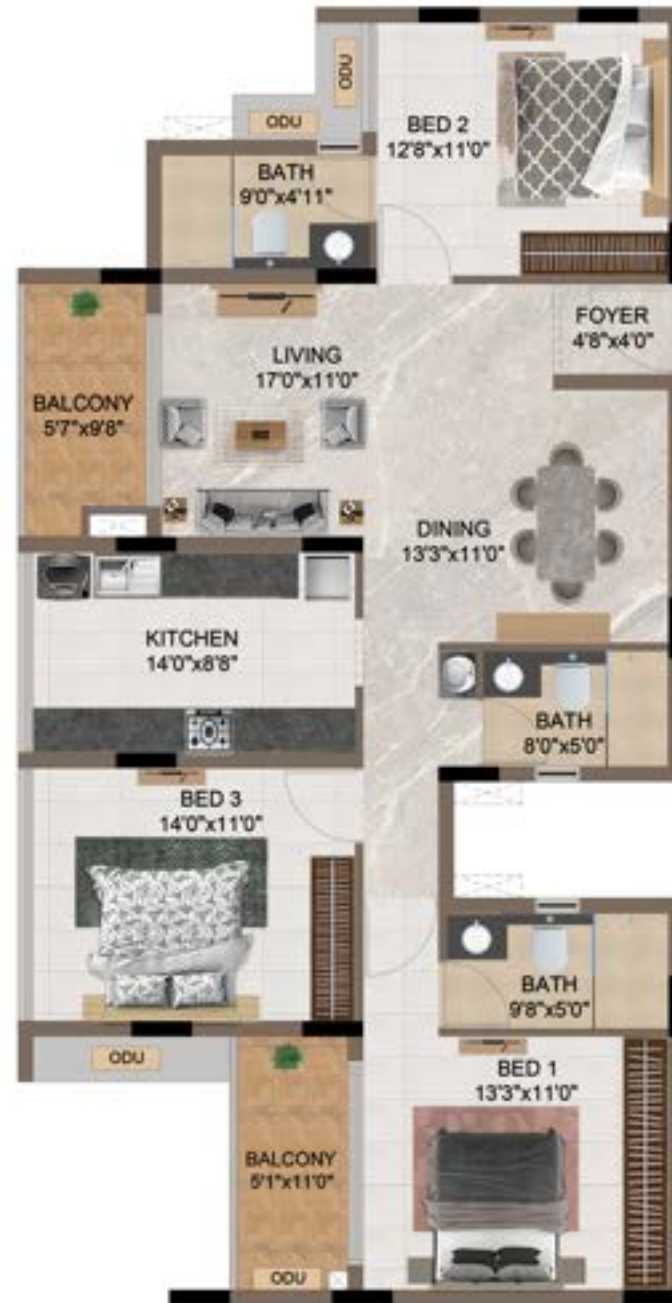 ODU
ODU
BED 2
12'8"x11'0"
BATH
9'0"x4'11"
FOYER
4'8"x4'0"
LIVING
17'0"x11'0"
BALCONY
5'7"x9'8"
DINING
13'3"x11'0"
KITCHEN
14'0"x8'8"
BATH
8'0"x5'0"
BED 3
14'0"x11'0"
BATH
9'8"x5'0"
ODU
BED 1
13'3"x11'0"
BALCONY
5'1"x11'0"
ODU